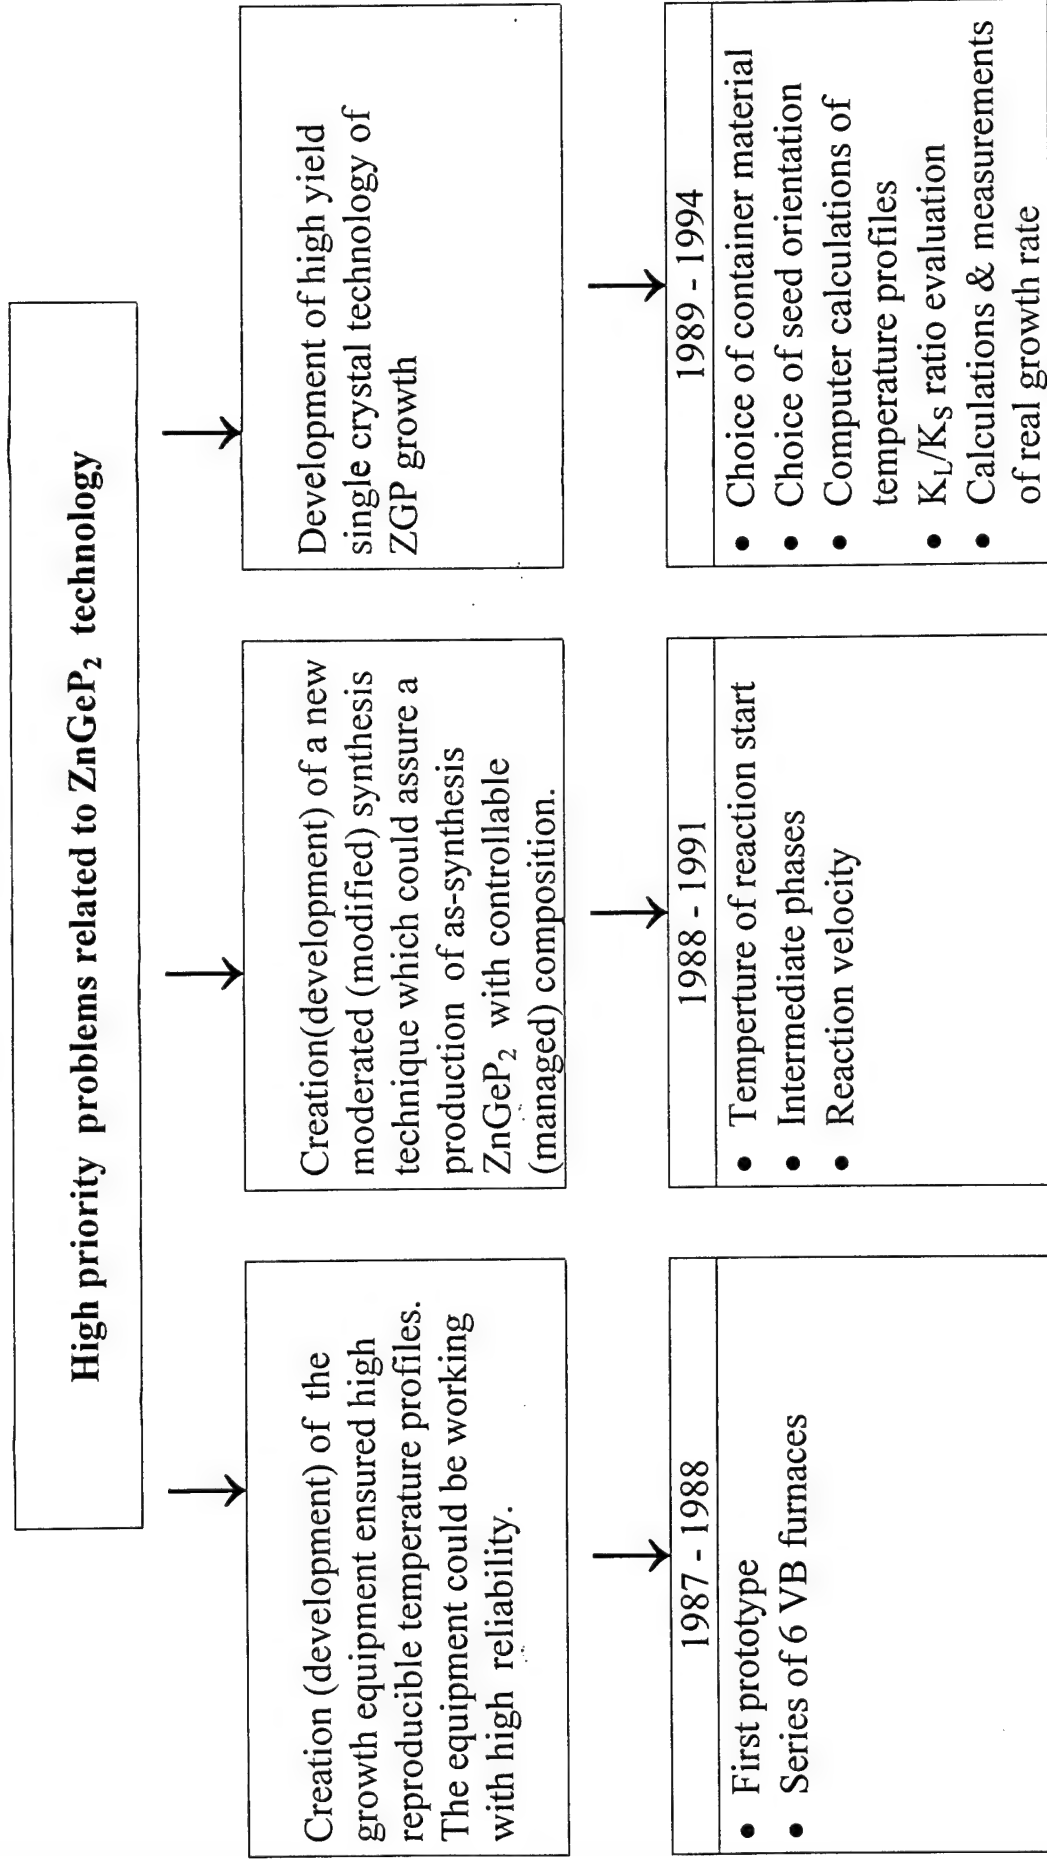 High priority problems related to ZnGeP₂ technology
Creation (development) of the
growth equipment ensured high
reproducible temperature profiles.
The equipment could be working
with high reliability.
1987 - 1988
• First prototype
• Series of 6 VB furnaces
Creation(development) of a new
moderated (modified) synthesis
technique which could assure a
production of as-synthesis
ZnGeP₂ with controllable
(managed) composition.
1988 - 1991
• Temperture of reaction start
• Intermediate phases
• Reaction velocity
Development of high yield
single crystal technology of
ZGP growth
1989 - 1994
• Choice of container material
• Choice of seed orientation
• Computer calculations of
temperature profiles
• K_L/K_S ratio evaluation
• Calculations & measurements
of real growth rate